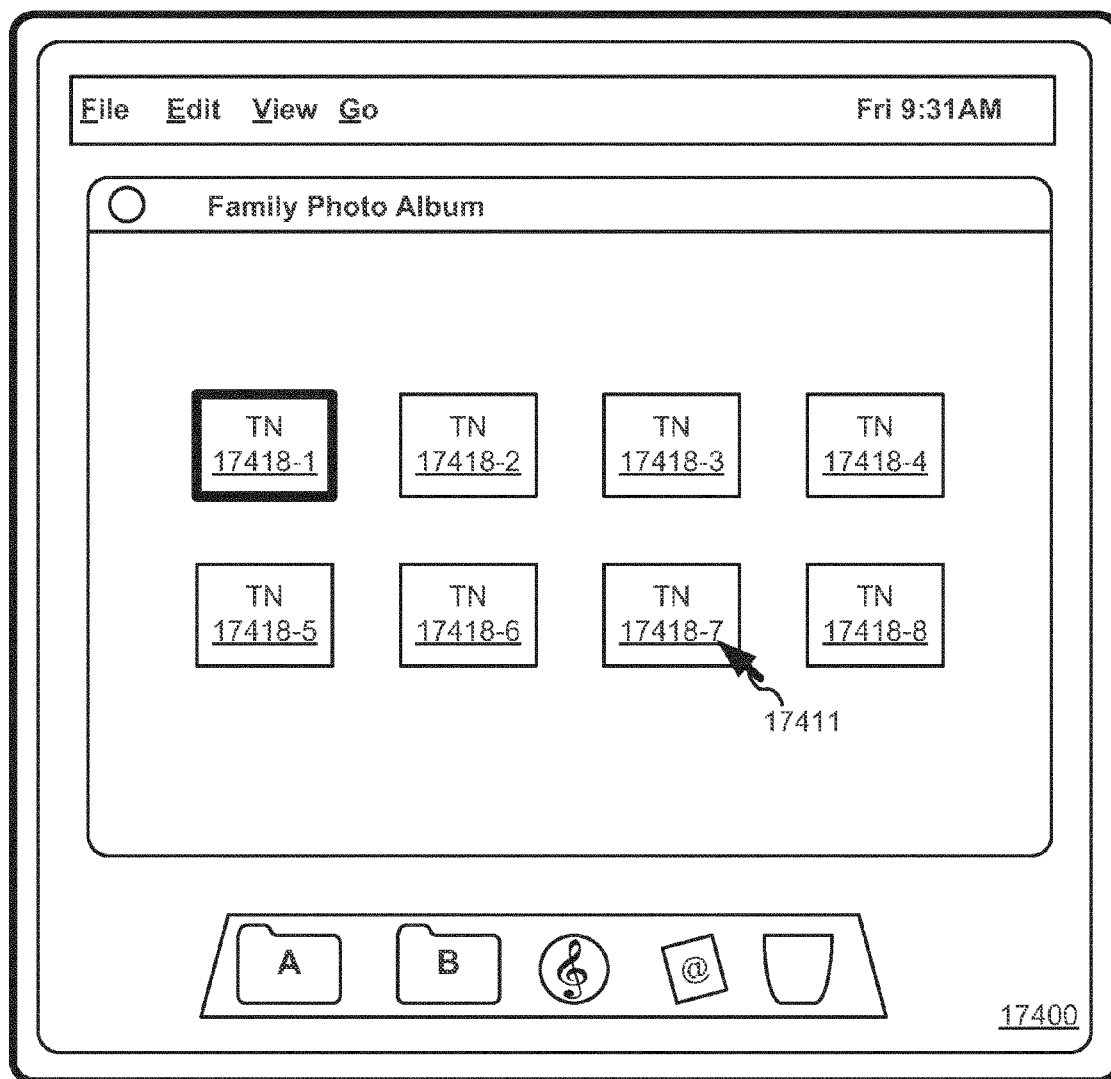 File Edit View Go Fri 9:31AM
Family Photo Album
TN TN TN TN
17418-1 17418-2 17418-3 17418-4
TN TN TN TN
17418-5 17418-6 17418-7 17418-8
17411
A B @
17400